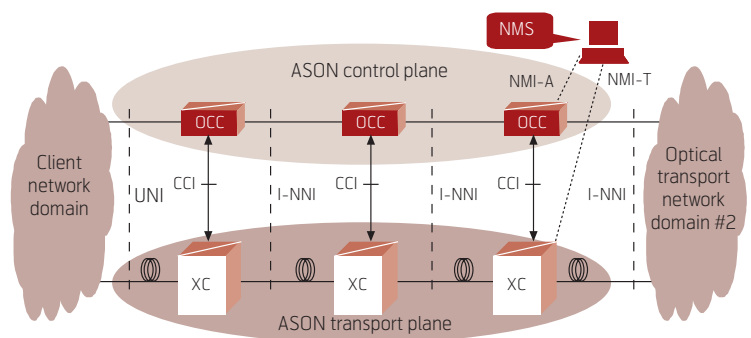 NMS
ASON control plane
NMI-A
NMI-T
OCC
OCC
OCC
Client
network
domain
UNI
CCI
I-NNI
CCI
I-NNI
CCI
I-NNI
Optical
transport
network
domain #2
XC
XC
XC
ASON transport plane